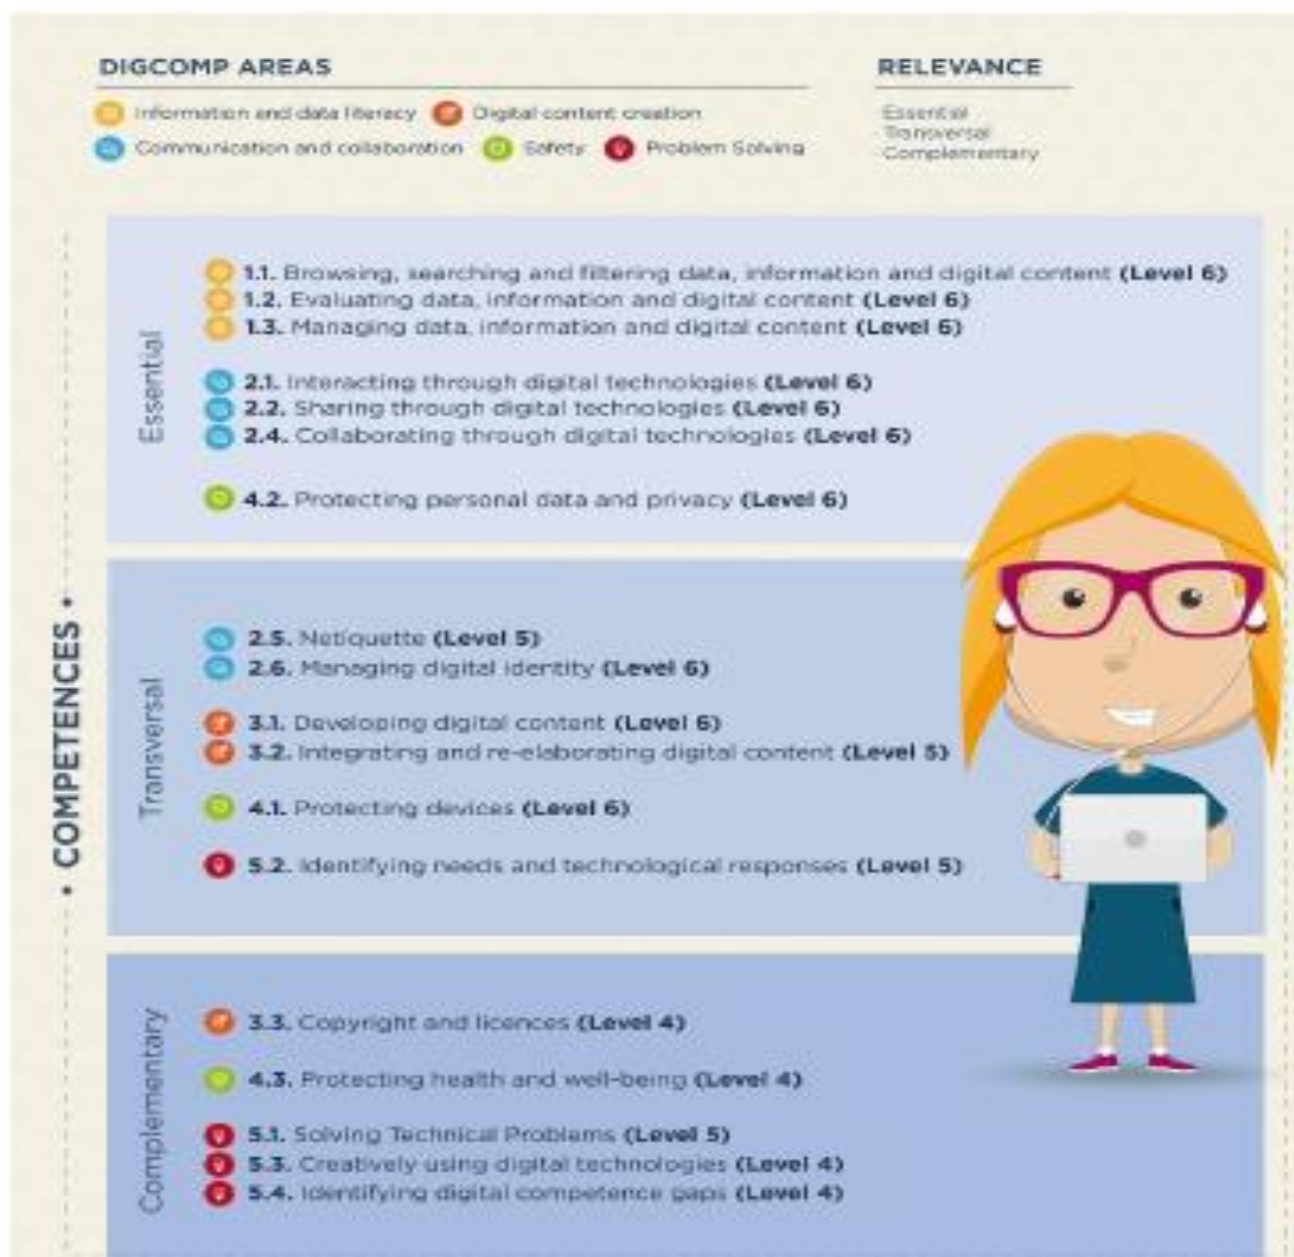 DIGCOMP AREAS
Information and data literacy
Digital content creation
Communication and collaboration
Safety
Problem Solving
RELEVANCE
Essential
Transversal
Complementary
COMPETENCES
Essential
1.1. Browsing, searching and filtering data, information and digital content (Level 6)
1.2. Evaluating data, information and digital content (Level 6)
1.3. Managing data, information and digital content (Level 6)
2.1. Interacting through digital technologies (Level 6)
2.2. Sharing through digital technologies (Level 6)
2.4. Collaborating through digital technologies (Level 6)
4.2. Protecting personal data and privacy (Level 6)
Transversal
2.5. Netiquette (Level 5)
2.6. Managing digital identity (Level 6)
3.1. Developing digital content (Level 6)
3.2. Integrating and re-elaborating digital content (Level 5)
4.1. Protecting devices (Level 6)
5.2. Identifying needs and technological responses (Level 5)
Complementary
3.3. Copyright and licences (Level 4)
4.3. Protecting health and well-being (Level 4)
5.1. Solving Technical Problems (Level 5)
5.3. Creatively using digital technologies (Level 4)
5.4. Identifying digital competence gaps (Level 4)